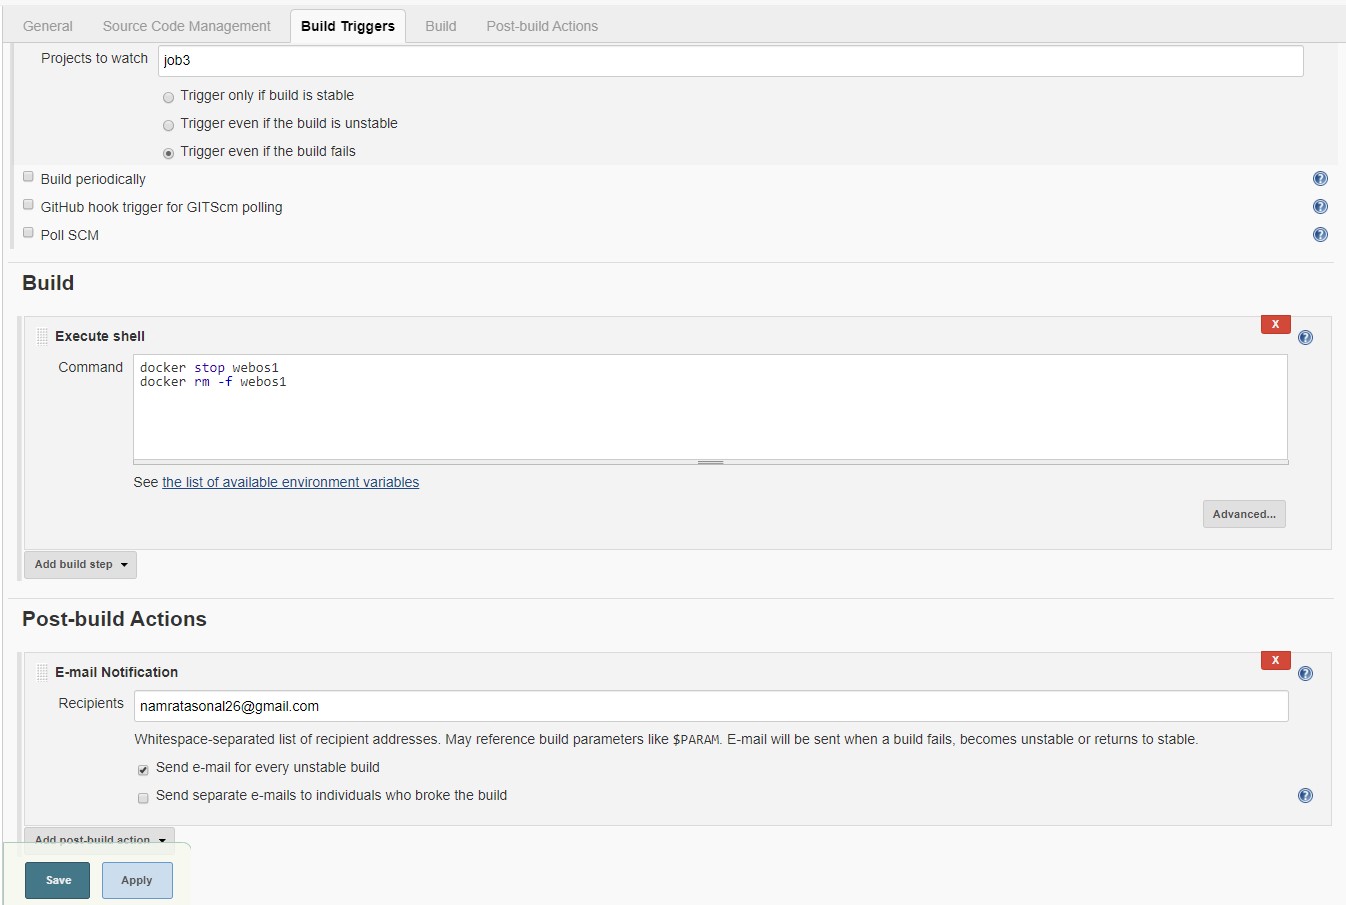 General Source Code Management Build Triggers Build Post-build Actions
Projects to watch job3
Trigger only if build is stable
Trigger even if the build is unstable
Trigger even if the build fails
Build periodically
GitHub hook trigger for GITScm polling
Poll SCM
Build
X
Execute shell
Command docker stop webos1
docker rm -f webos1
See the list of available environment variables
Advanced...
Add build step
Post-build Actions
X
E-mail Notification
Recipients namratasonal26@gmail.com
Whitespace-separated list of recipient addresses. May reference build parameters like $PARAM. E-mail will be sent when a build fails, becomes unstable or returns to stable.
Send e-mail for every unstable build
Send separate e-mails to individuals who broke the build
Add post-build action
Save Apply